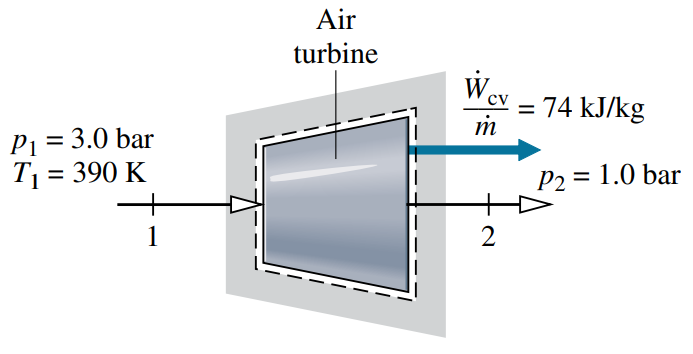 Air
turbine
Ẇcv/ṁ = 74 kJ/kg
p₁ = 3.0 bar
T₁ = 390 K
p₂ = 1.0 bar
1
2